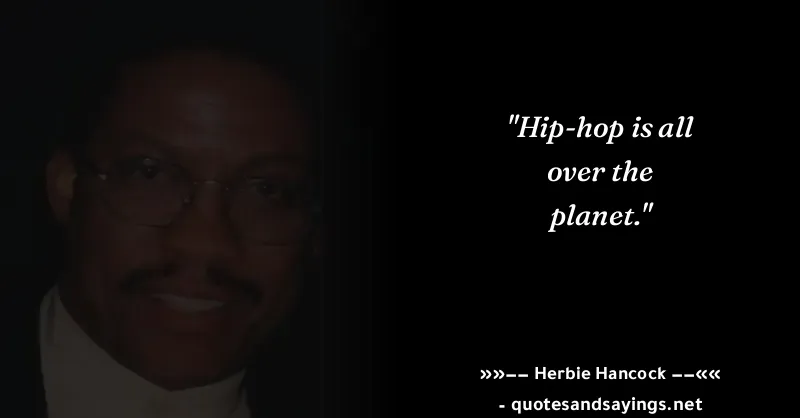 "Hip-hop is all
over the
planet."
»»–– Herbie Hancock ––««
- quotesandsayings.net